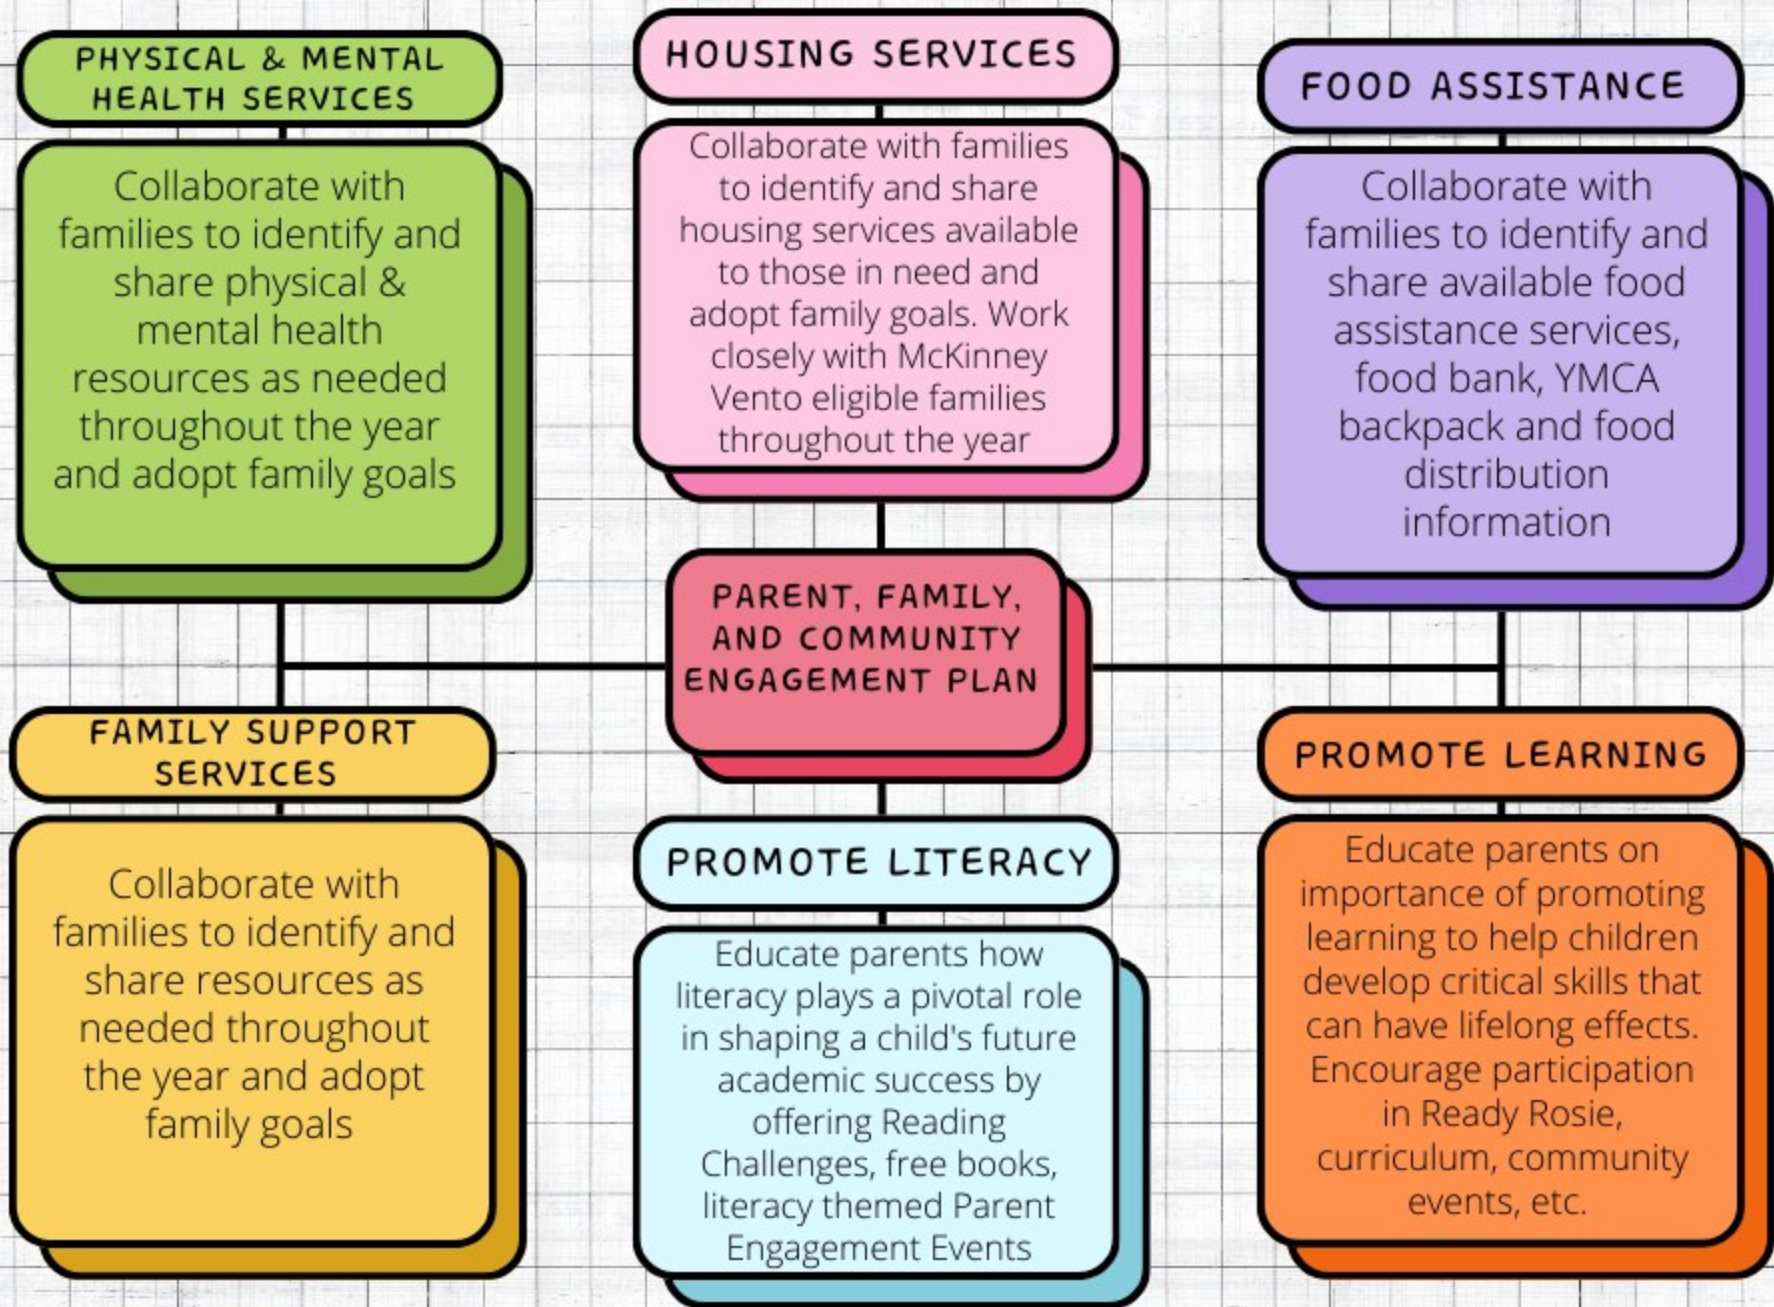 PHYSICAL & MENTAL
HEALTH SERVICES
Collaborate with
families to identify and
share physical &
mental health
resources as needed
throughout the year
and adopt family goals
HOUSING SERVICES
Collaborate with families
to identify and share
housing services available
to those in need and
adopt family goals. Work
closely with McKinney
Vento eligible families
throughout the year
FOOD ASSISTANCE
Collaborate with
families to identify and
share available food
assistance services,
food bank, YMCA
backpack and food
distribution
information
PARENT, FAMILY,
AND COMMUNITY
ENGAGEMENT PLAN
FAMILY SUPPORT
SERVICES
Collaborate with
families to identify and
share resources as
needed throughout
the year and adopt
family goals
PROMOTE LITERACY
Educate parents how
literacy plays a pivotal role
in shaping a child's future
academic success by
offering Reading
Challenges, free books,
literacy themed Parent
Engagement Events
PROMOTE LEARNING
Educate parents on
importance of promoting
learning to help children
develop critical skills that
can have lifelong effects.
Encourage participation
in Ready Rosie,
curriculum, community
events, etc.